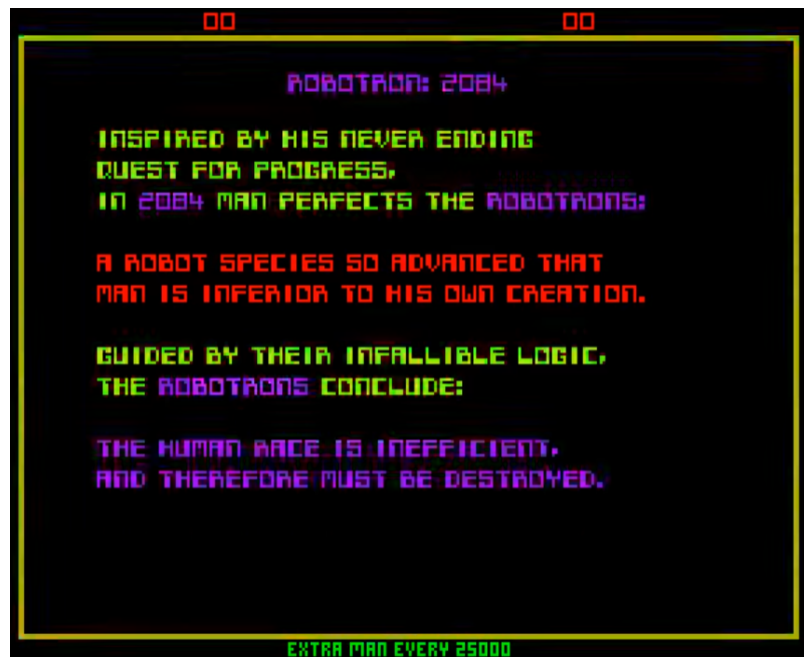 00 00
ROBOTRON: 2084
INSPIRED BY HIS NEVER ENDING
QUEST FOR PROGRESS,
IN 2084 MAN PERFECTS THE ROBOTRONS:
A ROBOT SPECIES SO ADVANCED THAT
MAN IS INFERIOR TO HIS OWN CREATION.
GUIDED BY THEIR INFALLIBLE LOGIC,
THE ROBOTRONS CONCLUDE:
THE HUMAN RACE IS INEFFICIENT,
AND THEREFORE MUST BE DESTROYED.
EXTRA MAN EVERY 25000